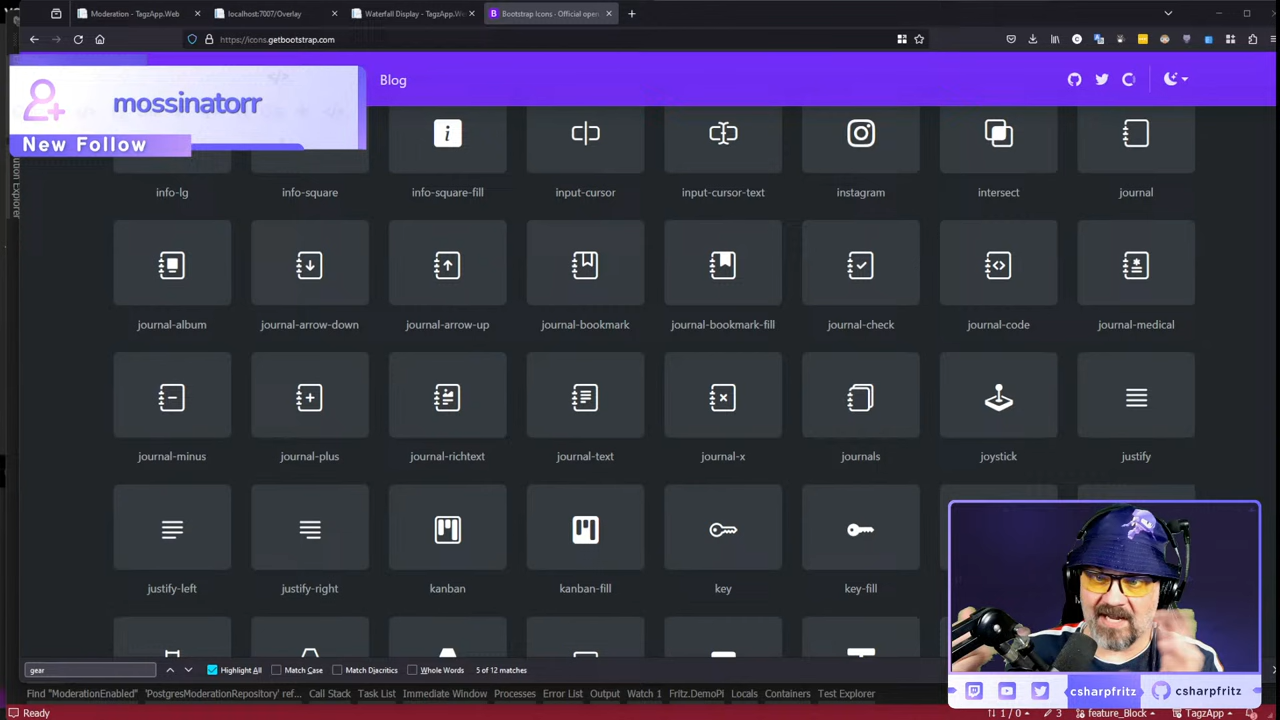 Moderation - TagzApp.Web
localhost:7007/Overlay
Waterfall Display - TagzApp.We
Bootstrap Icons · Official open
https://icons.getbootstrap.com
Blog
mossinatorr
New Follow
info-lg
info-square
info-square-fill
input-cursor
input-cursor-text
instagram
intersect
journal
journal-album
journal-arrow-down
journal-arrow-up
journal-bookmark
journal-bookmark-fill
journal-check
journal-code
journal-medical
journal-minus
journal-plus
journal-richtext
journal-text
journal-x
journals
joystick
justify
justify-left
justify-right
kanban
kanban-fill
key
key-fill
gear
Highlight All
Match Case
Match Diacritics
Whole Words
5 of 12 matches
Find "ModerationEnabled"
'PostgresModerationRepository' ref...
Call Stack
Task List
Immediate Window
Processes
Error List
Output
Watch 1
Fritz.DemoPi
Locals
Containers
Test Explorer
csharpfritz
csharpfritz
Ready
1 / 0
3
feature_Block
TagzApp